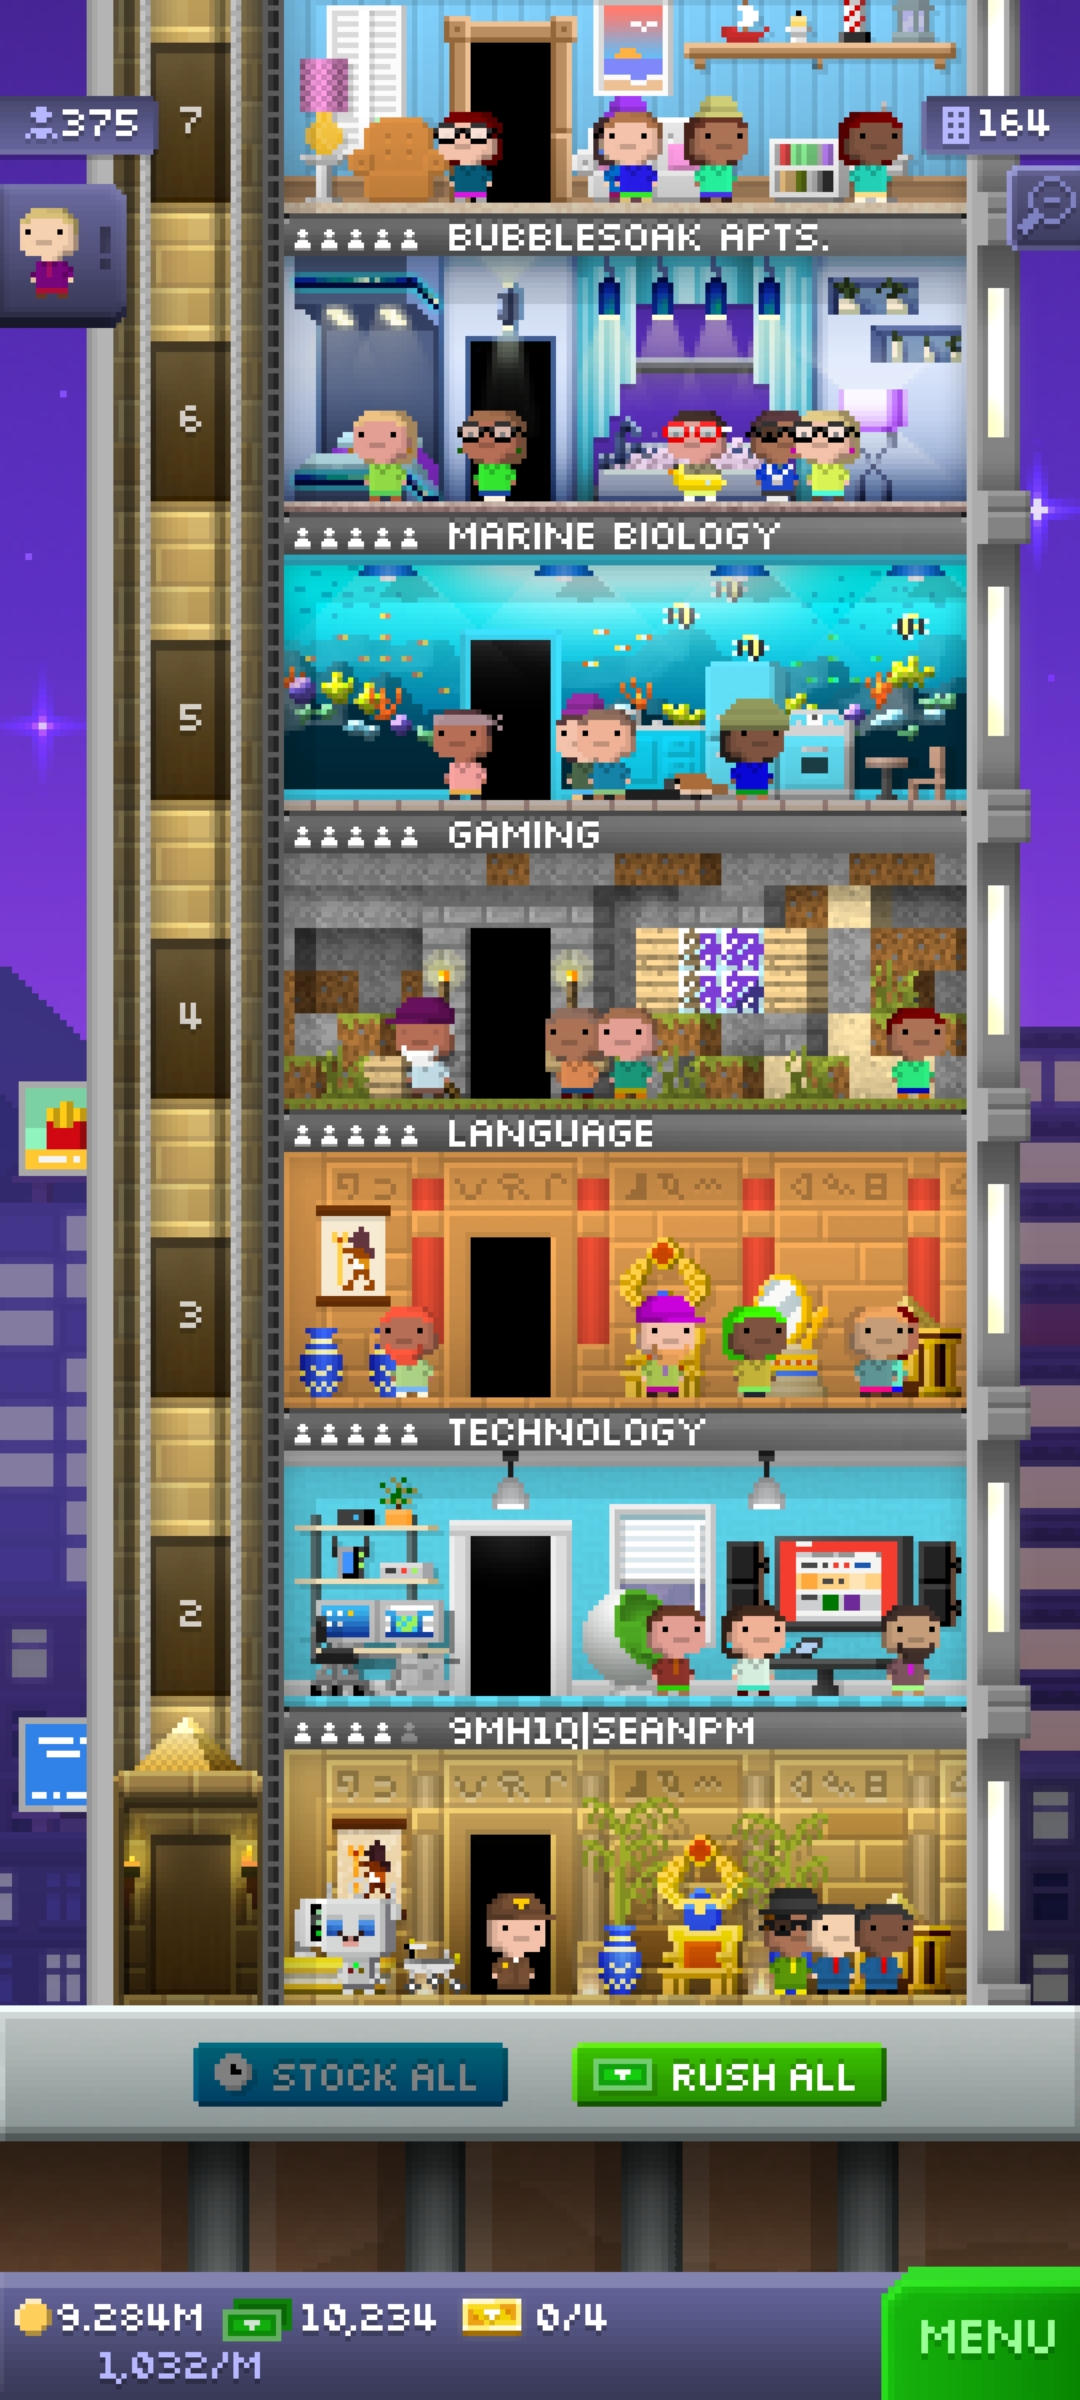 7
375
164
!
BUBBLESOAK APTS.
6
MARINE BIOLOGY
5
GAMING
4
LANGUAGE
3
TECHNOLOGY
2
9MH1Q|SEANPM
STOCK ALL
RUSH ALL
9.284M
10,234
0/4
MENU
1,032/M